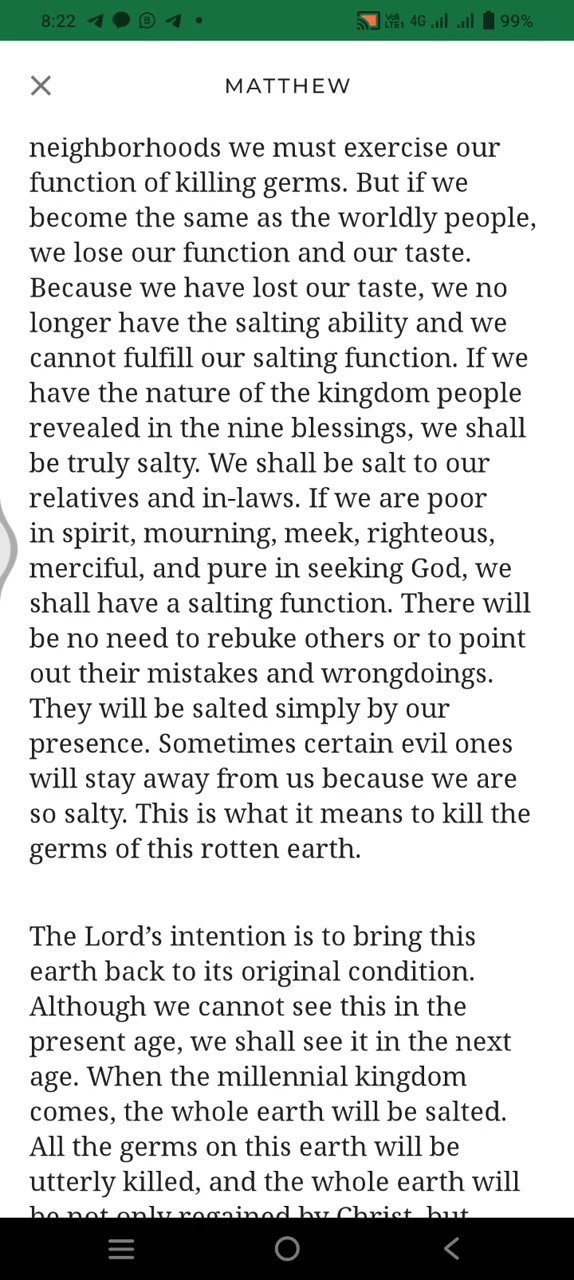 8:22
VoB LTE1 4G 99%
MATTHEW
neighborhoods we must exercise our
function of killing germs. But if we
become the same as the worldly people,
we lose our function and our taste.
Because we have lost our taste, we no
longer have the salting ability and we
cannot fulfill our salting function. If we
have the nature of the kingdom people
revealed in the nine blessings, we shall
be truly salty. We shall be salt to our
relatives and in-laws. If we are poor
in spirit, mourning, meek, righteous,
merciful, and pure in seeking God, we
shall have a salting function. There will
be no need to rebuke others or to point
out their mistakes and wrongdoings.
They will be salted simply by our
presence. Sometimes certain evil ones
will stay away from us because we are
so salty. This is what it means to kill the
germs of this rotten earth.
The Lord’s intention is to bring this
earth back to its original condition.
Although we cannot see this in the
present age, we shall see it in the next
age. When the millennial kingdom
comes, the whole earth will be salted.
All the germs on this earth will be
utterly killed, and the whole earth will
be not only regained by Christ, but